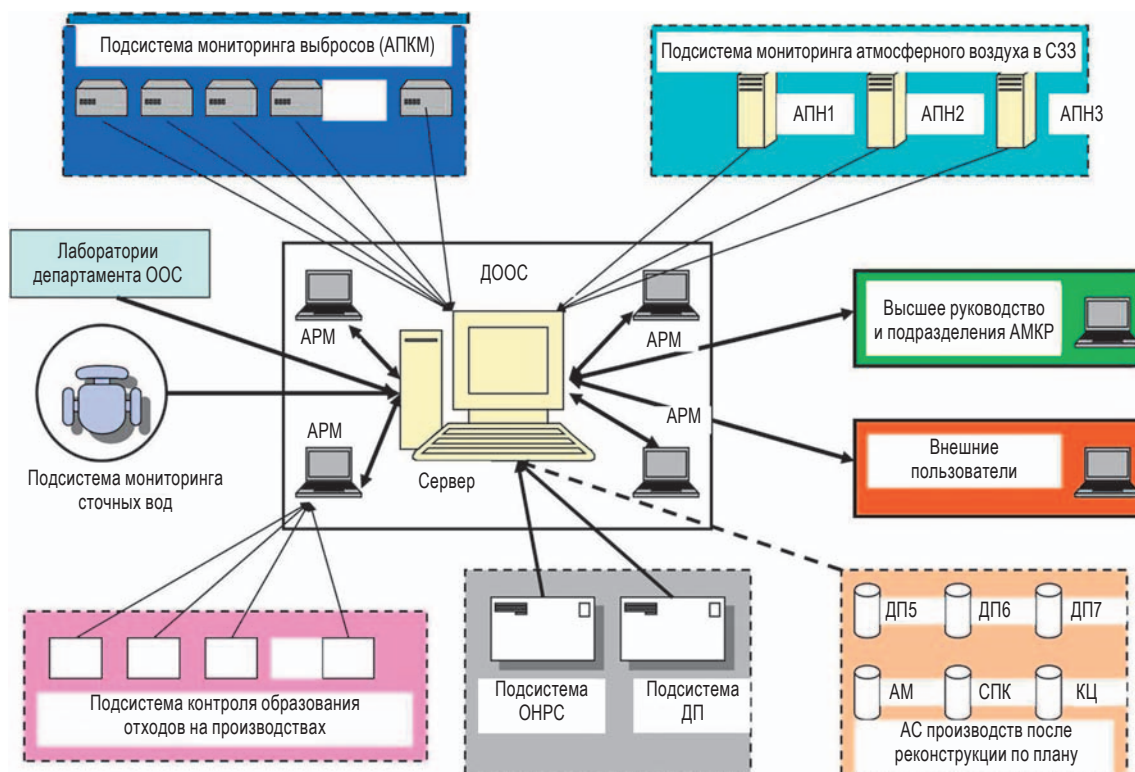 Подсистема мониторинга выбросов (АПКМ)
Подсистема мониторинга атмосферного воздуха в СЗЗ
АПН1
АПН2
АПН3
Лаборатории
департамента ООС
ДООС
АРМ
АРМ
Высшее руководство
и подразделения АМКР
АРМ
АРМ
Сервер
Внешние
пользователи
Подсистема мониторинга
сточных вод
ДП5
ДП6
ДП7
АМ
СПК
КЦ
АС производств после
реконструкции по плану
Подсистема
ОНРС
Подсистема
ДП
Подсистема контроля образования
отходов на производствах